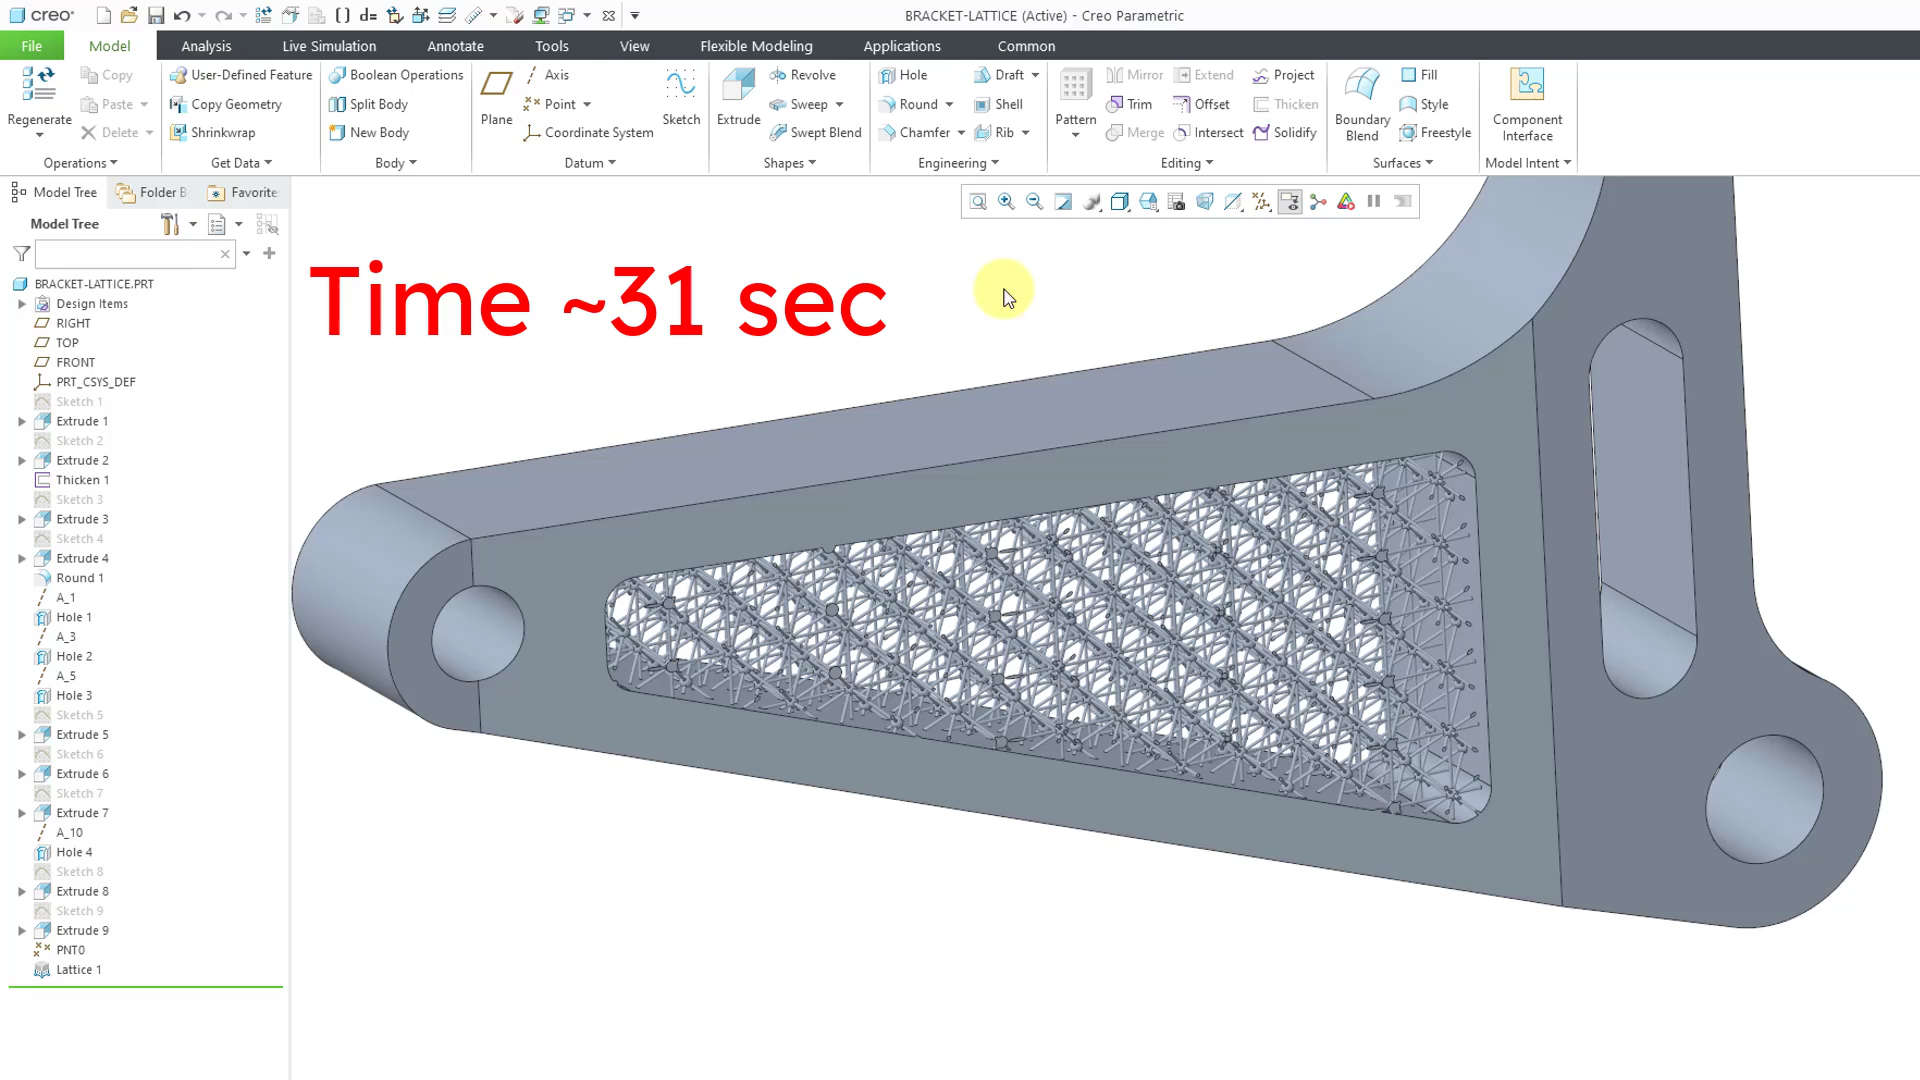 creo
BRACKET-LATTICE (Active) - Creo Parametric
File
Model
Analysis
Live Simulation
Annotate
Tools
View
Flexible Modeling
Applications
Common
Regenerate
Copy
Paste
Delete
Operations
User-Defined Feature
Copy Geometry
Shrinkwrap
Get Data
Boolean Operations
Split Body
New Body
Body
Plane
Axis
Point
Coordinate System
Sketch
Datum
Extrude
Revolve
Sweep
Swept Blend
Shapes
Hole
Round
Chamfer
Draft
Shell
Rib
Engineering
Pattern
Mirror
Trim
Merge
Extend
Offset
Intersect
Project
Thicken
Solidify
Editing
Boundary
Blend
Fill
Style
Freestyle
Surfaces
Component
Interface
Model Intent
Model Tree
Folder B
Favorite
Model Tree
BRACKET-LATTICE.PRT
Design Items
RIGHT
TOP
FRONT
PRT_CSYS_DEF
Sketch 1
Extrude 1
Sketch 2
Extrude 2
Thicken 1
Sketch 3
Extrude 3
Sketch 4
Extrude 4
Round 1
A_1
Hole 1
A_3
Hole 2
A_5
Hole 3
Sketch 5
Extrude 5
Sketch 6
Extrude 6
Sketch 7
Extrude 7
A_10
Hole 4
Sketch 8
Extrude 8
Sketch 9
Extrude 9
PNT0
Lattice 1
Time ~31 sec